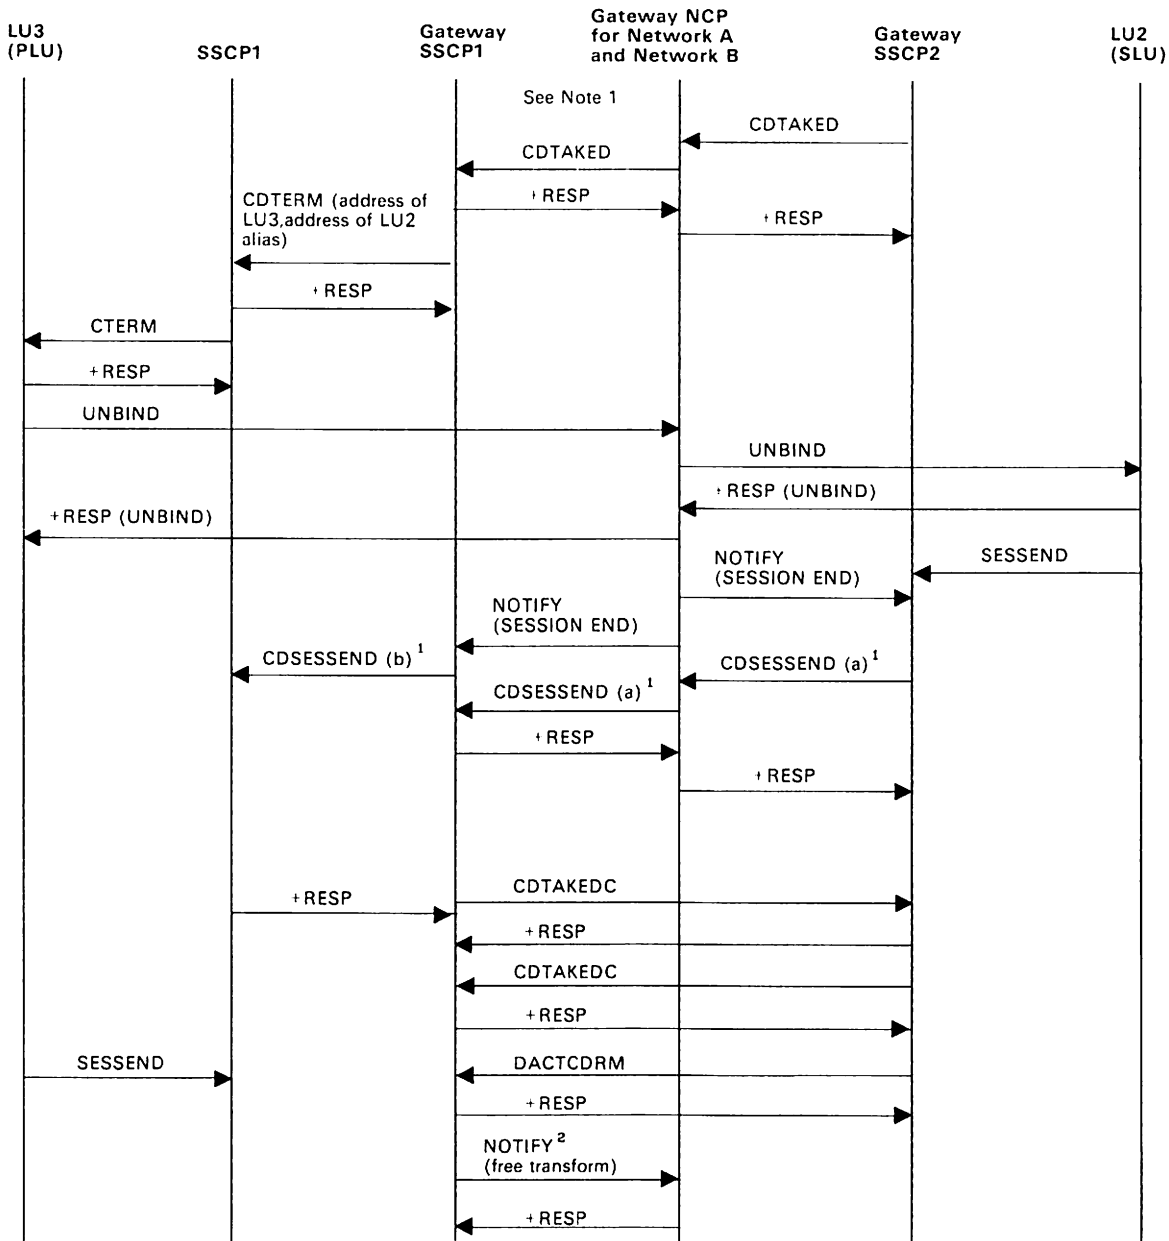 LU3
(PLU)
SSCP1
Gateway
SSCP1
Gateway NCP
for Network A
and Network B
Gateway
SSCP2
LU2
(SLU)
See Note 1
CDTAKED
CDTAKED
+RESP
CDTERM (address of
LU3,address of LU2
alias)
+RESP
+RESP
CTERM
+RESP
UNBIND
UNBIND
+RESP (UNBIND)
+RESP (UNBIND)
SESSEND
NOTIFY
(SESSION END)
NOTIFY
(SESSION END)
CDSESSEND (b) 1
CDSESSEND (a) 1
CDSESSEND (a) 1
+RESP
+RESP
+RESP
CDTAKEDC
+RESP
CDTAKEDC
+RESP
SESSEND
DACTCDRM
+RESP
NOTIFY 2
(free transform)
+RESP